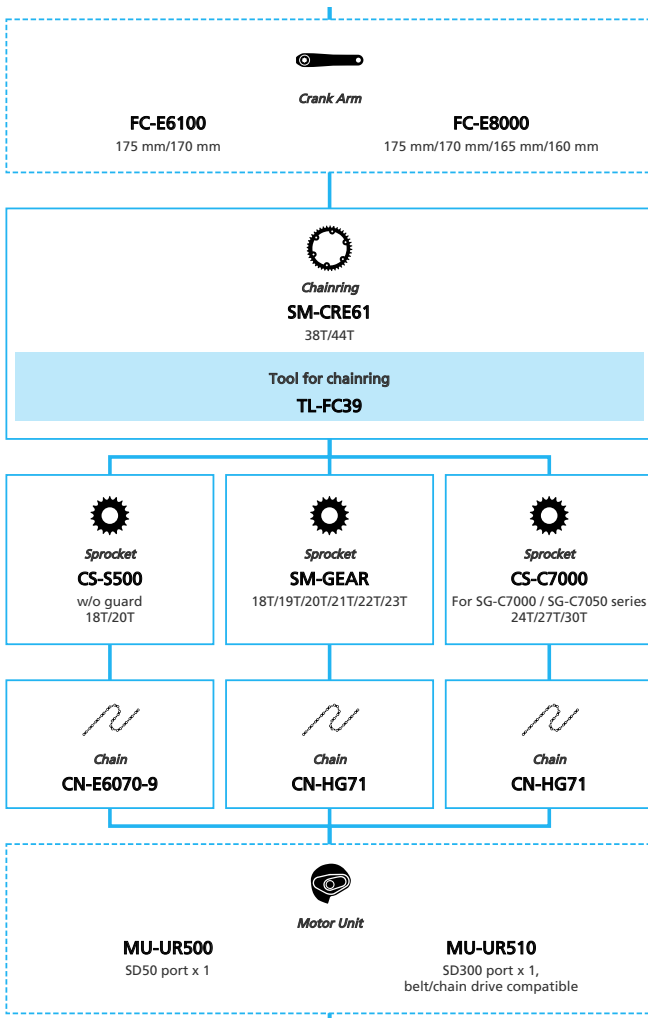 Crank Arm
FC-E6100
175 mm/170 mm
FC-E8000
175 mm/170 mm/165 mm/160 mm
Chainring
SM-CRE61
38T/44T
Tool for chainring
TL-FC39
Sprocket
CS-S500
w/o guard
18T/20T
Sprocket
SM-GEAR
18T/19T/20T/21T/22T/23T
Sprocket
CS-C7000
For SG-C7000 / SG-C7050 series
24T/27T/30T
Chain
CN-E6070-9
Chain
CN-HG71
Chain
CN-HG71
Motor Unit
MU-UR500
SD50 port x 1
MU-UR510
SD300 port x 1,
belt/chain drive compatible